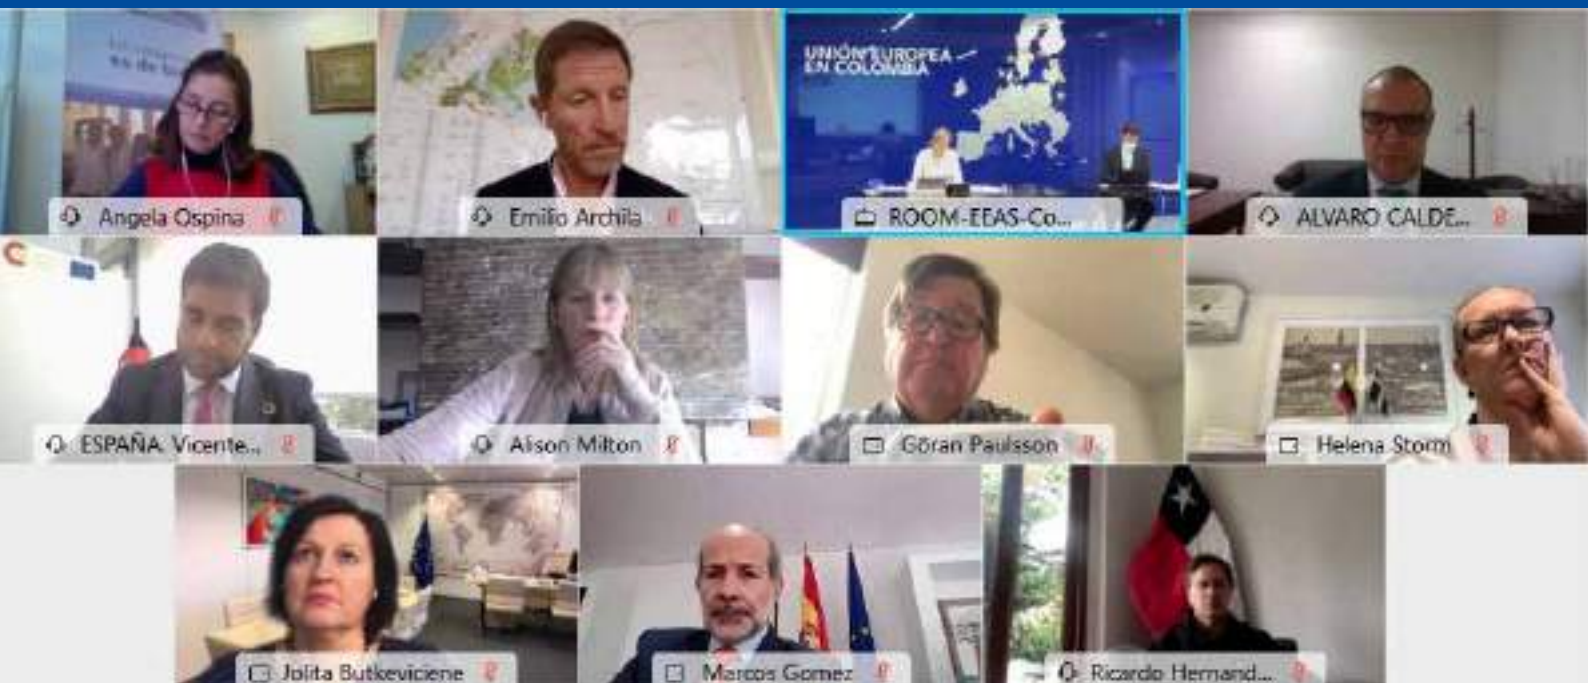 Angela Ospina
Emilio Archila
UNIÓN EUROPEA
EN COLOMBIA
ROOM-EEAS-Co...
ALVARO CALDE...
ESPAÑA. Vicente...
Alison Milton
Göran Paulsson
Helena Storm
Jolita Butkeviciene
Marcos Gomez
Ricardo Hernand...